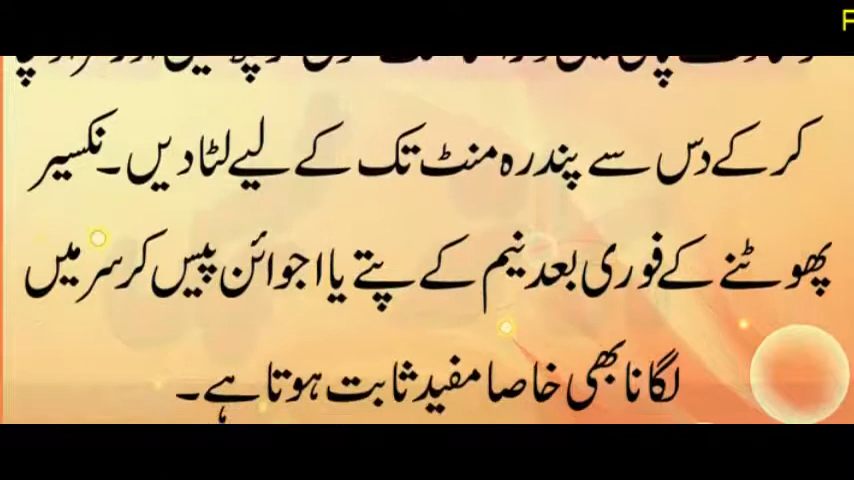 F
کر کے دس سے پندرہ منٹ تک کے لیے لٹا دیں۔ نکسیر
پھوٹنے کے فوری بعد نیم کے پتے یا اجوائن پیس کر سر میں
لگانا بھی خاصا مفید ثابت ہوتا ہے۔